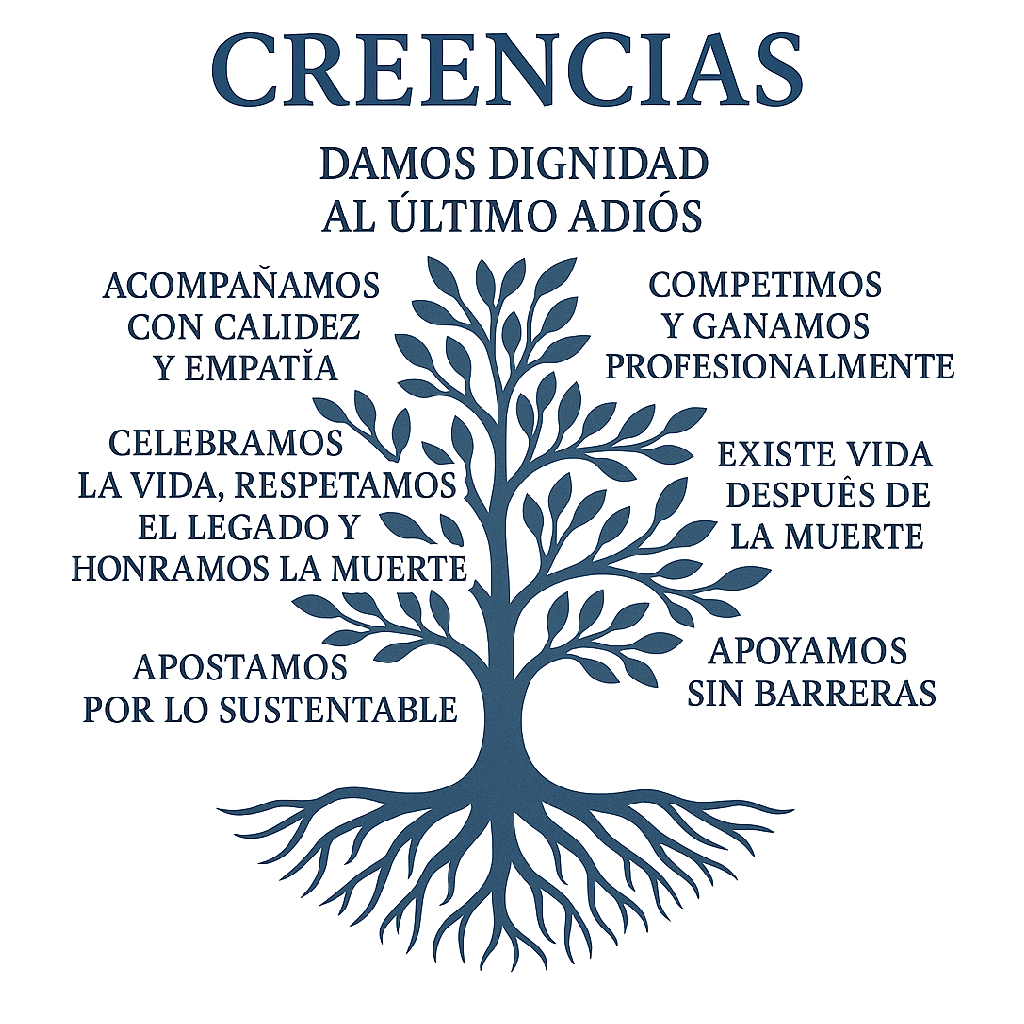 CREENCIAS
DAMOS DIGNIDAD
AL ÚLTIMO ADIÓS
ACOMPAÑAMOS
CON CALIDEZ
Y EMPATĬA
COMPETIMOS
Y GANAMOS
PROFESIONALMENTE
CELEBRAMOS
LA VIDA, RESPETAMOS
EL LEGADO Y
HONRAMOS LA MUERTE
EXISTE VIDA
DESPUÊS DE
LA MUERTE
APOSTAMOS
POR LO SUSTENTABLE
APOYAMOS
SIN BARRERAS